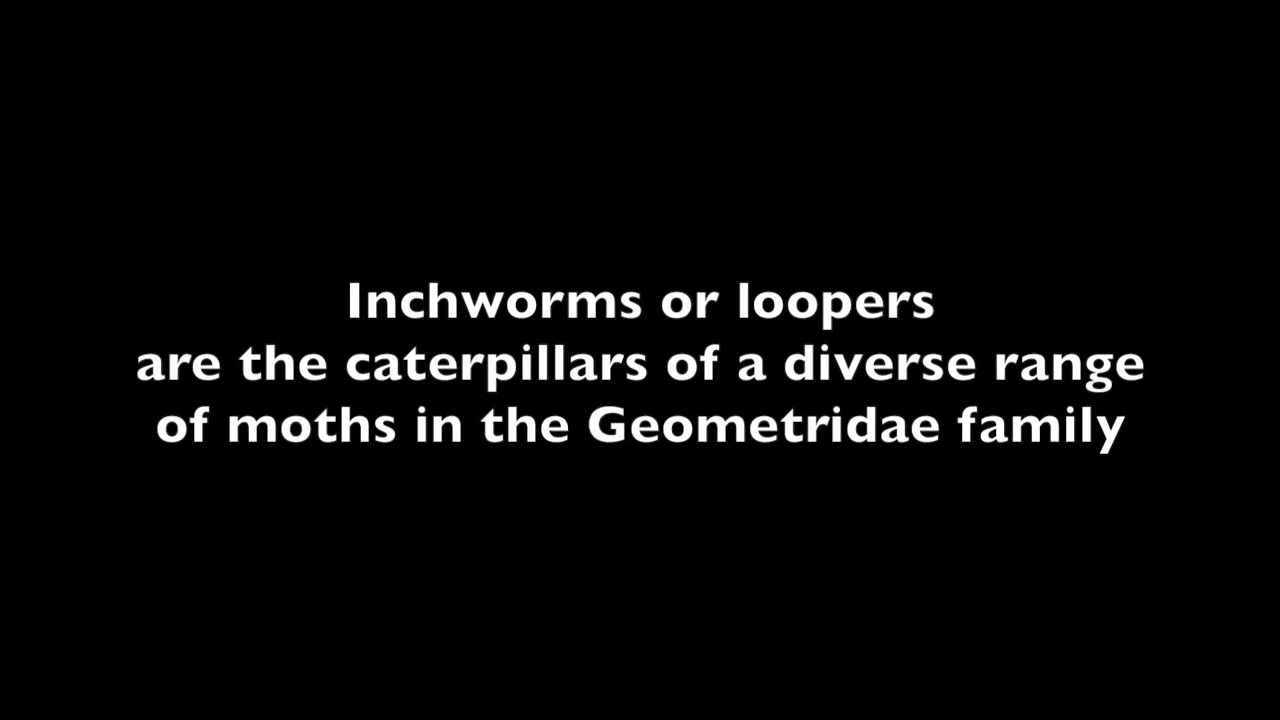 Inchworms or loopers
are the caterpillars of a diverse range
of moths in the Geometridae family